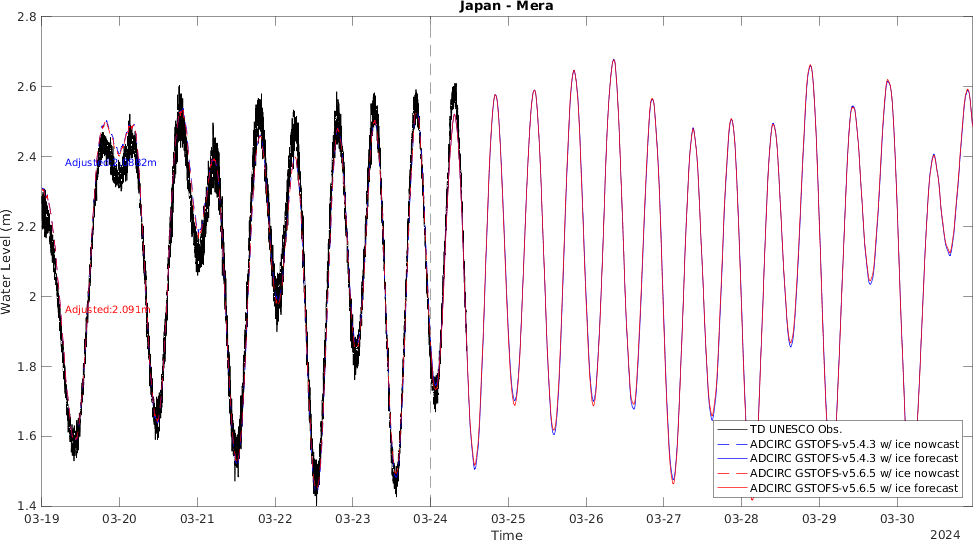 Japan - Mera
2.8
2.6
2.4
2.2
2
1.8
1.6
1.4
Water Level (m)
Adjusted:2.091m
TD UNESCO Obs.
ADCIRC GSTOFS-v5.4.3 w/ ice nowcast
ADCIRC GSTOFS-v5.4.3 w/ ice forecast
ADCIRC GSTOFS-v5.6.5 w/ ice nowcast
ADCIRC GSTOFS-v5.6.5 w/ ice forecast
03-19 03-20 03-21 03-22 03-23 03-24 03-25 03-26 03-27 03-28 03-29 03-30
Time
2024